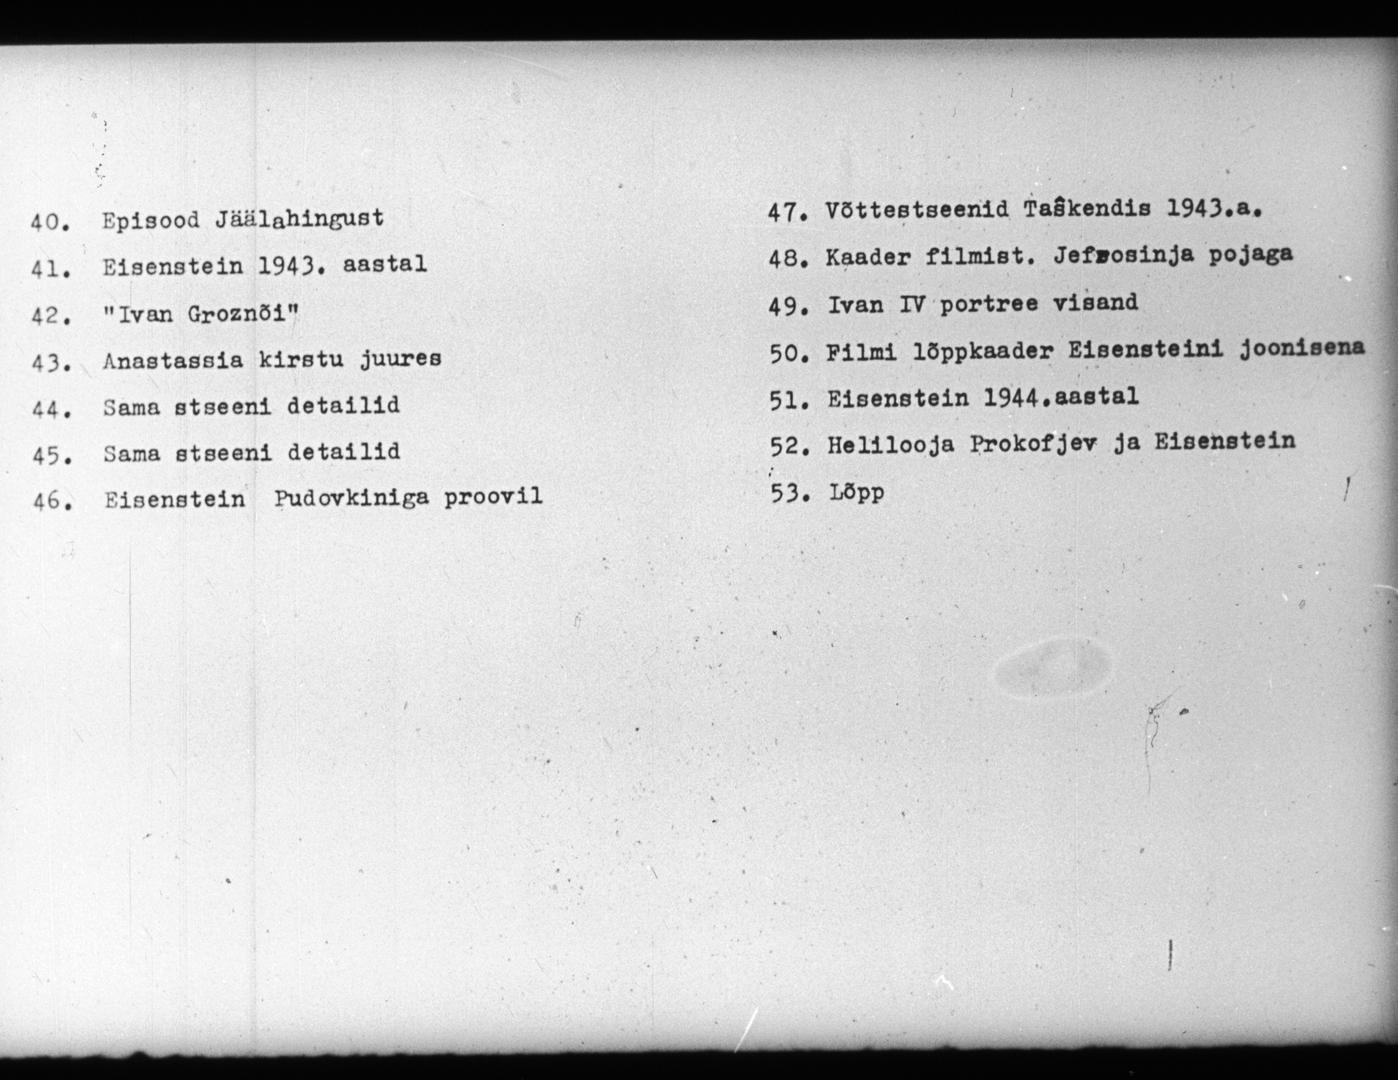 40. Episood Jäälahingust
41. Eisenstein 1943. aastal
42. "Ivan Groznõi"
43. Anastassia kirstu juures
44. Sama stseeni detailid
45. Sama stseeni detailid
46. Eisenstein Pudovkiniga proovil
47. Võttestseenid Taŝkendis 1943.a.
48. Kaader filmist. Jefrosinja pojaga
49. Ivan IV portree visand
50. Filmi lõppkaader Eisensteini joonisena
51. Eisenstein 1944.aastal
52. Helilooja Prokofjev ja Eisenstein
53. Lõpp